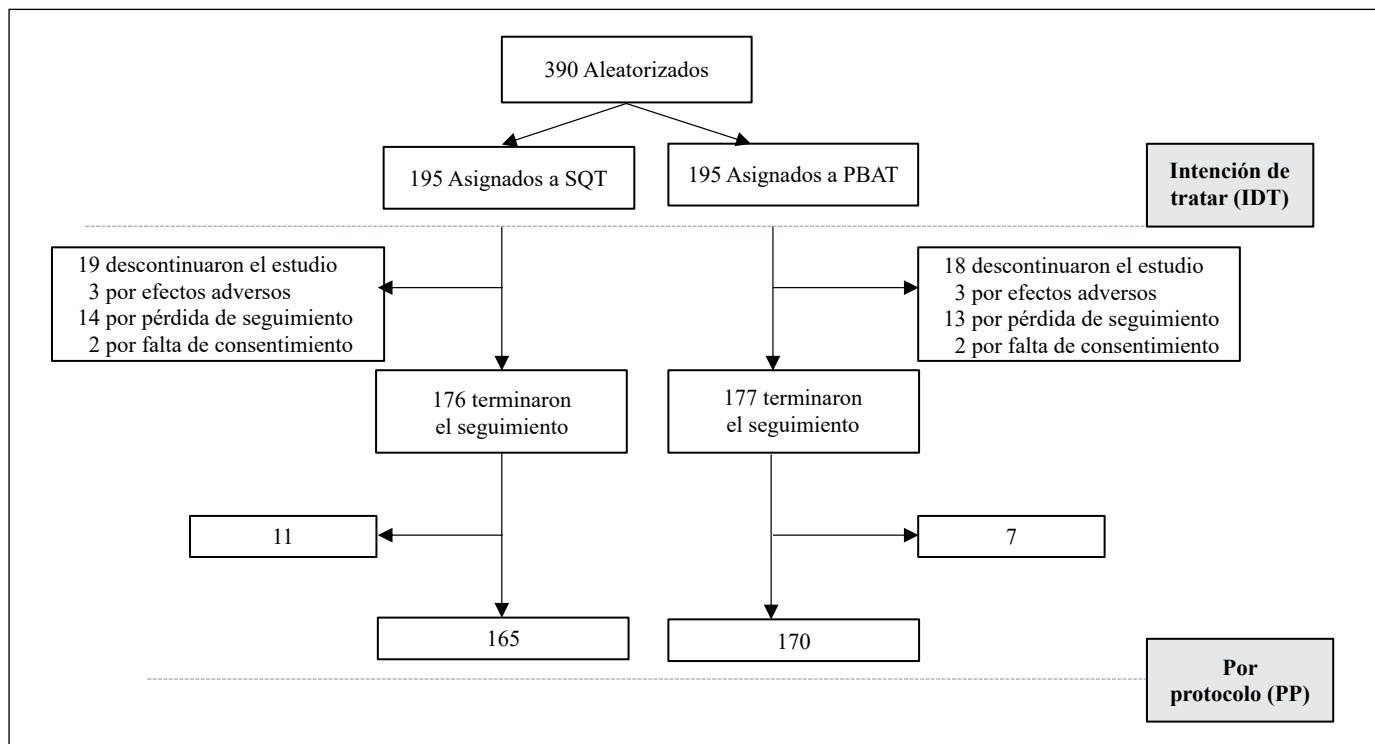 390 Aleatorizados
195 Asignados a SQT
195 Asignados a PBAT
Intención de
tratar (IDT)
19 descontinuaron el estudio
3 por efectos adversos
14 por pérdida de seguimiento
2 por falta de consentimiento
18 descontinuaron el estudio
3 por efectos adversos
13 por pérdida de seguimiento
2 por falta de consentimiento
176 terminaron
el seguimiento
177 terminaron
el seguimiento
11
7
165
170
Por
protocolo (PP)